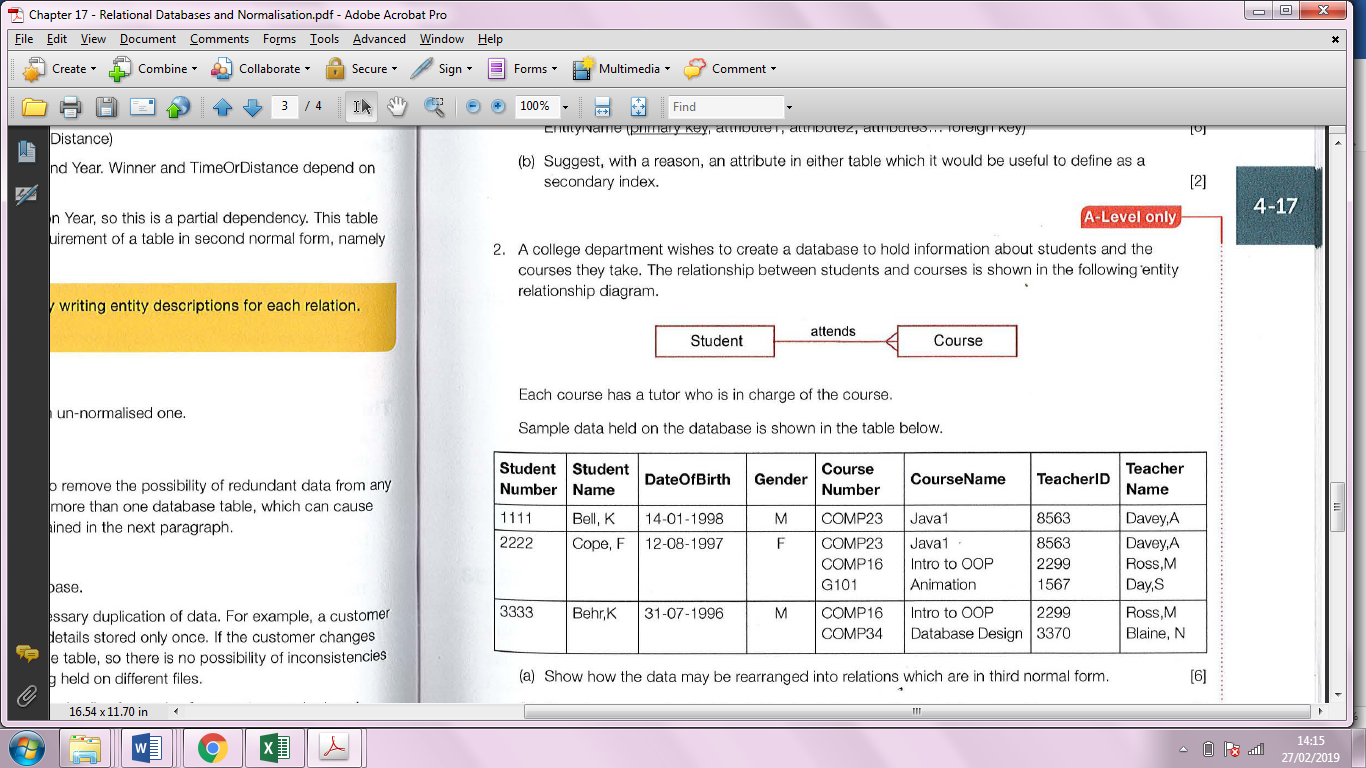 Chapter 17 - Relational Databases and Normalisation.pdf - Adobe Acrobat Pro
File Edit View Document Comments Forms Tools Advanced Window Help
Create Combine Collaborate Secure Sign Forms Multimedia Comment
3 / 4 100% Find
Distance)
nd Year. Winner and TimeOrDistance depend on
n Year, so this is a partial dependency. This table
uirement of a table in second normal form, namely
y writing entity descriptions for each relation.
un-normalised one.
o remove the possibility of redundant data from any
more than one database table, which can cause
ained in the next paragraph.
base.
essary duplication of data. For example, a customer
details stored only once. If the customer changes
e table, so there is no possibility of inconsistencies
g held on different files.
EntityName (primary key, attribute1, attribute2, attribute3... foreign key) [6]
(b) Suggest, with a reason, an attribute in either table which it would be useful to define as a
secondary index. [2]
4-17
A-Level only
2. A college department wishes to create a database to hold information about students and the
courses they take. The relationship between students and courses is shown in the following entity
relationship diagram.
Student attends Course
Each course has a tutor who is in charge of the course.
Sample data held on the database is shown in the table below.
Student Number Student Name DateOfBirth Gender Course Number CourseName TeacherID Teacher Name
1111 Bell, K 14-01-1998 M COMP23 Java1 8563 Davey,A
2222 Cope, F 12-08-1997 F COMP23 Java1 8563 Davey,A
COMP16 Intro to OOP 2299 Ross,M
G101 Animation 1567 Day,S
3333 Behr,K 31-07-1996 M COMP16 Intro to OOP 2299 Ross,M
COMP34 Database Design 3370 Blaine, N
(a) Show how the data may be rearranged into relations which are in third normal form. [6]
16.54 x 11.70 in
14:15
27/02/2019